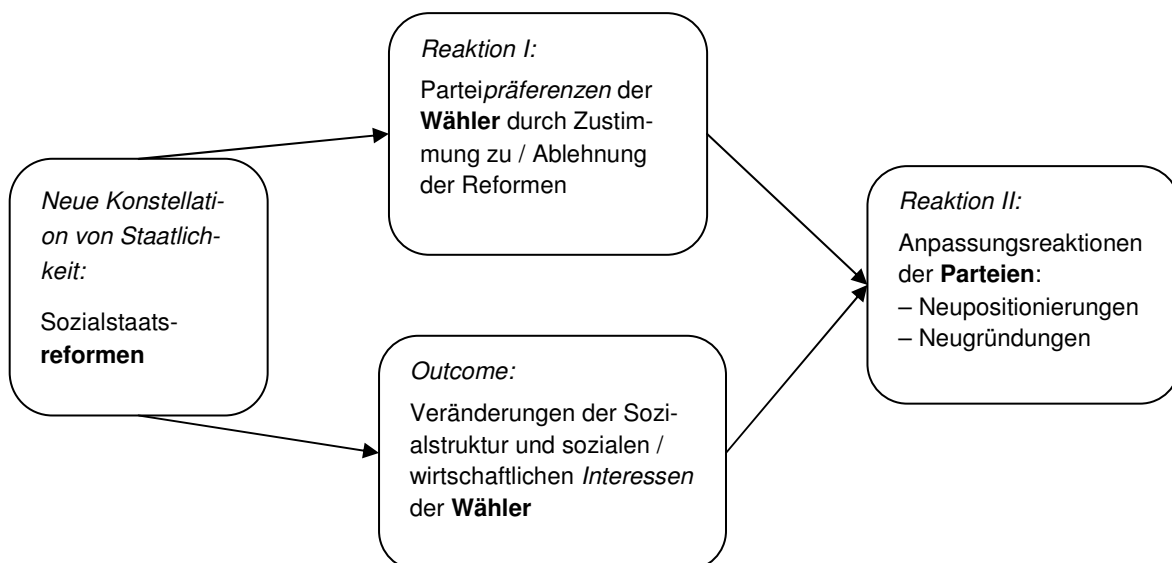 Neue Konstellati-
on von Staatlich-
keit:
Sozialstaats-
reformen
Reaktion I:
Parteipräferenzen der
Wähler durch Zustim-
mung zu / Ablehnung
der Reformen
Outcome:
Veränderungen der Sozi-
alstruktur und sozialen /
wirtschaftlichen Interessen
der Wähler
Reaktion II:
Anpassungsreaktionen
der Parteien:
– Neupositionierungen
– Neugründungen